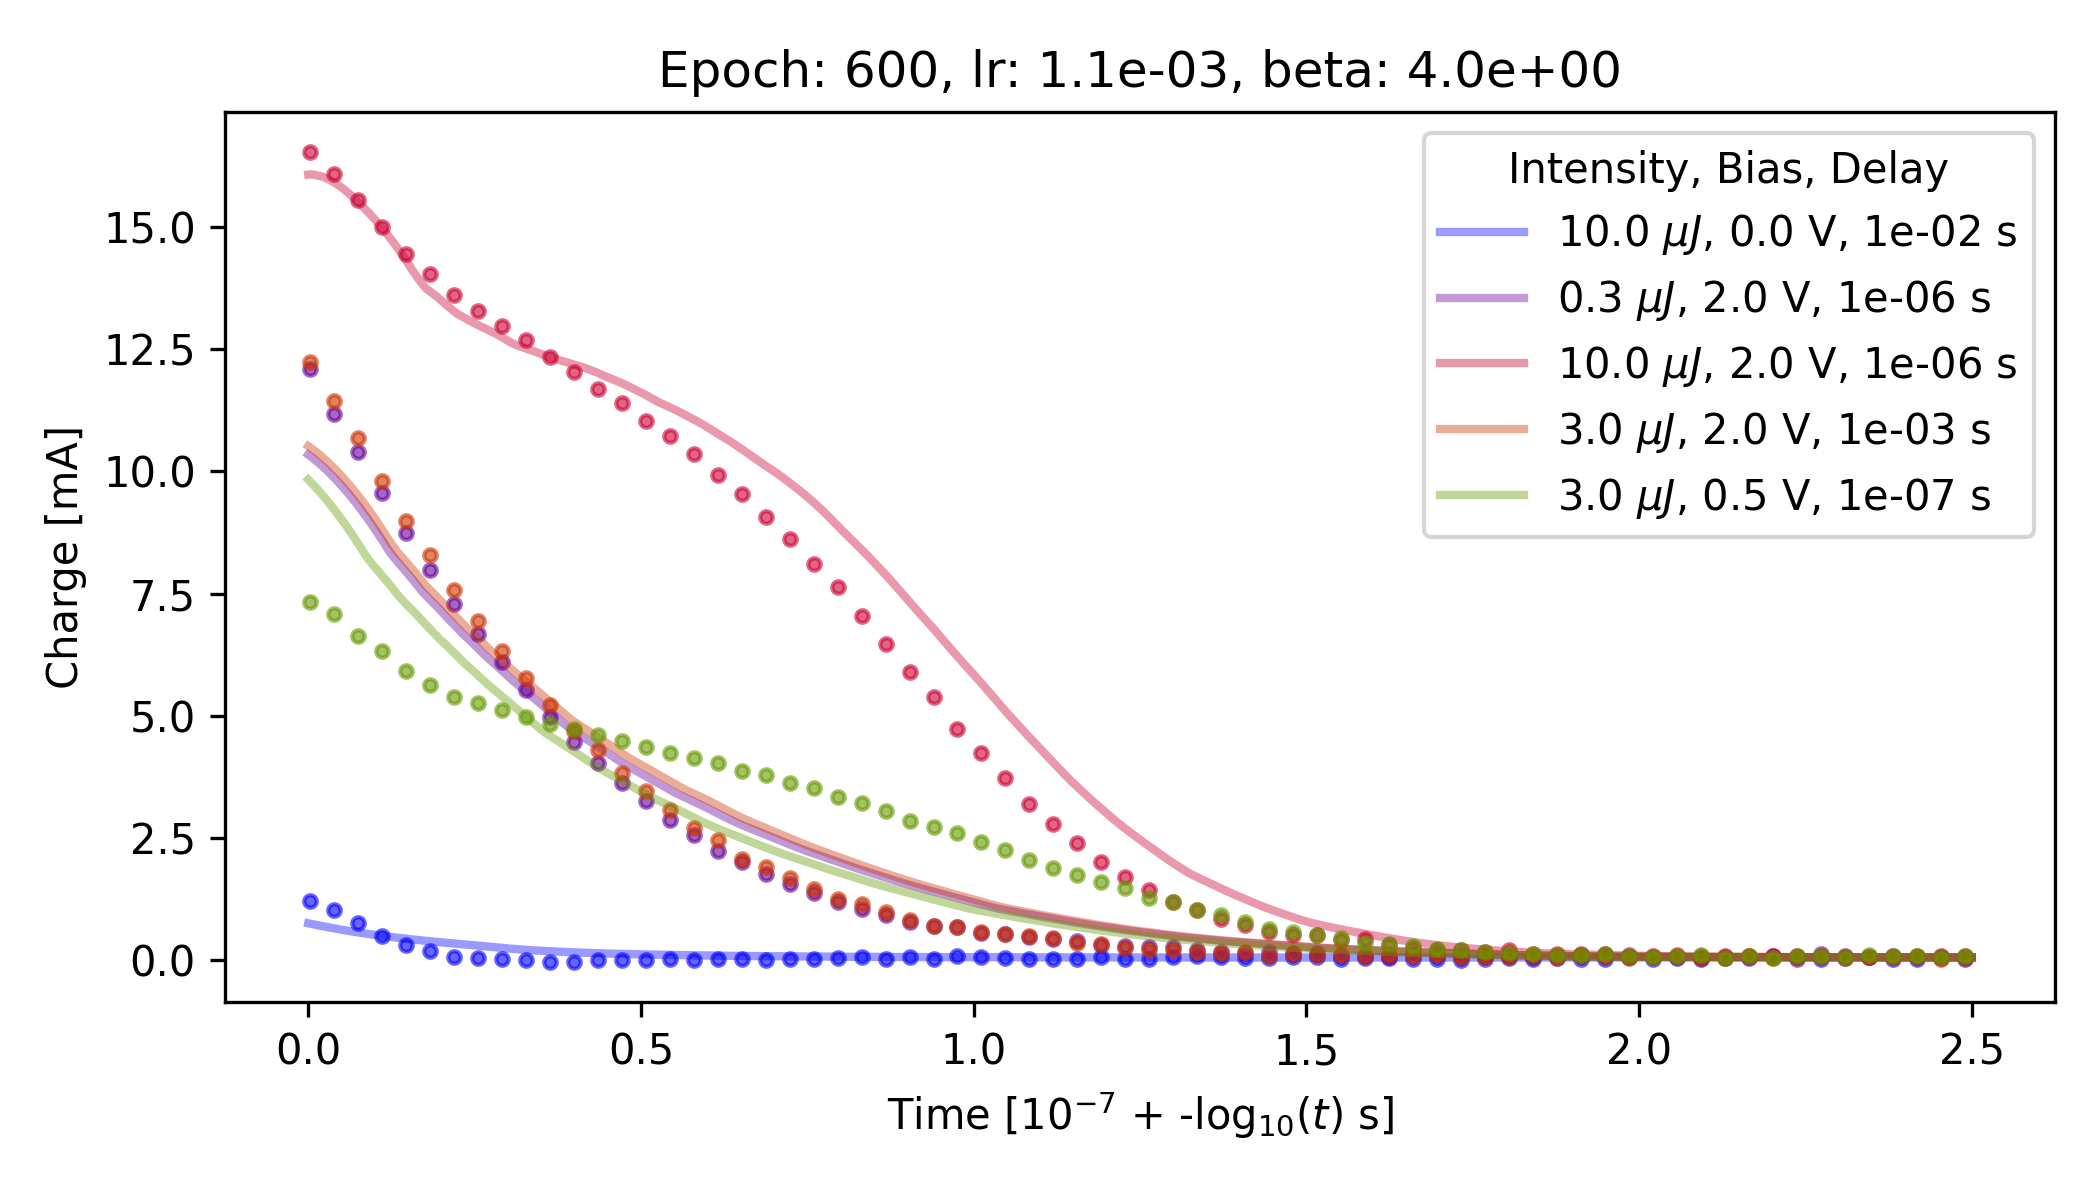 Epoch: 600, lr: 1.1e-03, beta: 4.0e+00
Intensity, Bias, Delay
10.0 μJ, 0.0 V, 1e-02 s
0.3 μJ, 2.0 V, 1e-06 s
10.0 μJ, 2.0 V, 1e-06 s
3.0 μJ, 2.0 V, 1e-03 s
3.0 μJ, 0.5 V, 1e-07 s
Charge [mA]
15.0
12.5
10.0
7.5
5.0
2.5
0.0
0.0 0.5 1.0 1.5 2.0 2.5
Time [10⁻⁷ + -log₁₀(t) s]